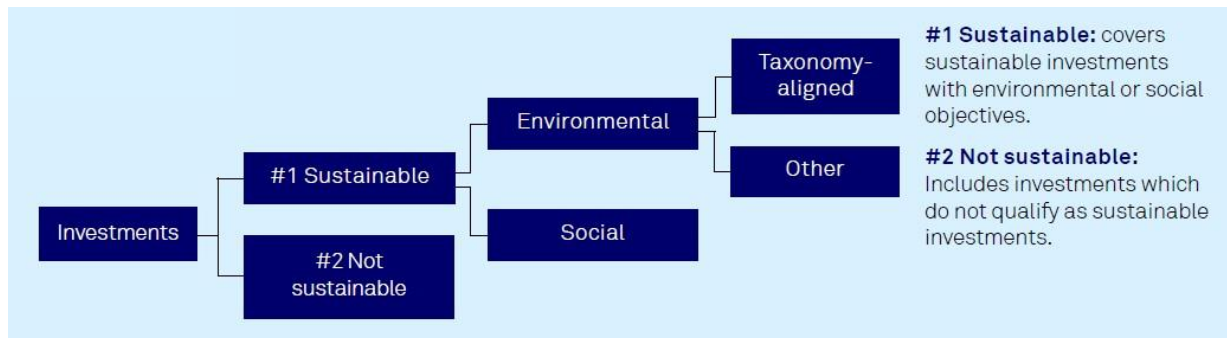 Investments
#1 Sustainable
#2 Not
sustainable
Environmental
Social
Taxonomy-
aligned
Other
#1 Sustainable: covers
sustainable investments
with environmental or social
objectives.
#2 Not sustainable:
Includes investments which
do not qualify as sustainable
investments.